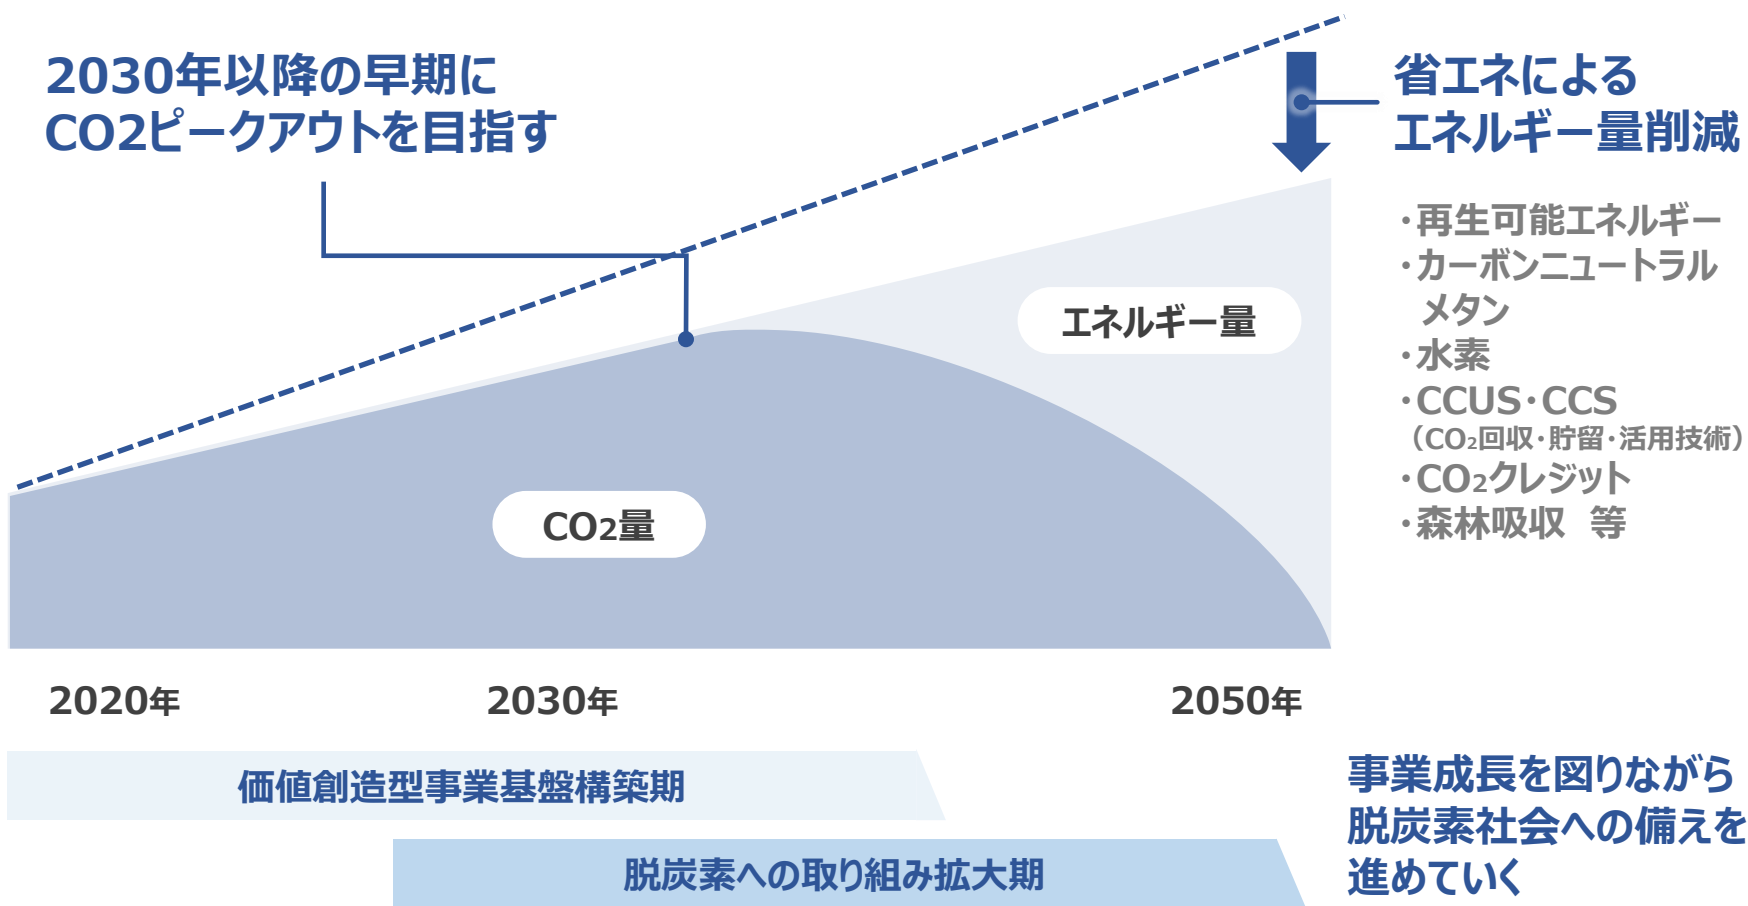 2030年以降の早期に
CO2ピークアウトを目指す
省エネによる
エネルギー量削減
・再生可能エネルギー
・カーボンニュートラル
メタン
・水素
・CCUS・CCS
（CO₂回収・貯留・活用技術）
・CO₂クレジット
・森林吸収　等
エネルギー量
CO₂量
2020年
2030年
2050年
価値創造型事業基盤構築期
脱炭素への取り組み拡大期
事業成長を図りながら
脱炭素社会への備えを
進めていく